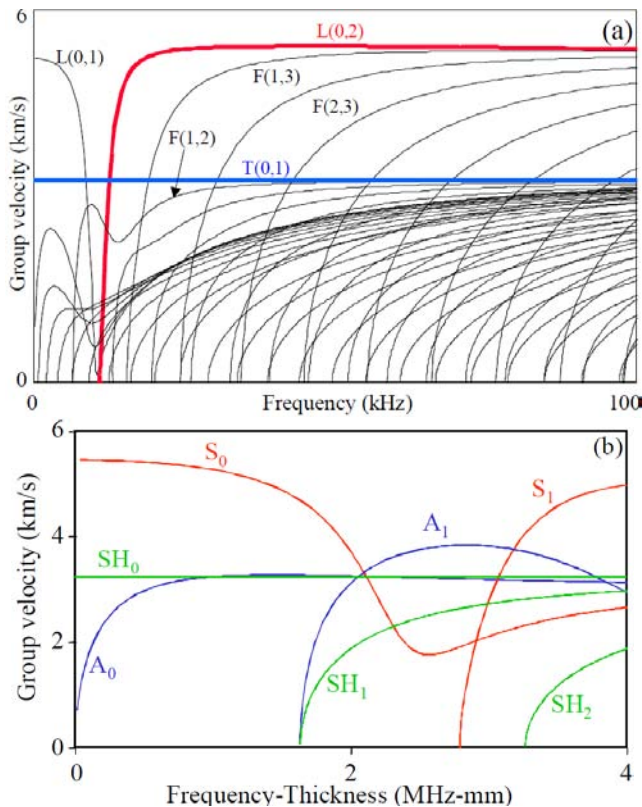 6
(a)
L(0,2)
L(0,1)
F(1,3)
F(2,3)
F(1,2)
T(0,1)
Group velocity (km/s)
0
0
Frequency (kHz)
100
6
(b)
S0
S1
A1
4
SH0
Group velocity (km/s)
2
A0
SH1
SH2
0
0
2
4
Frequency-Thickness (MHz-mm)